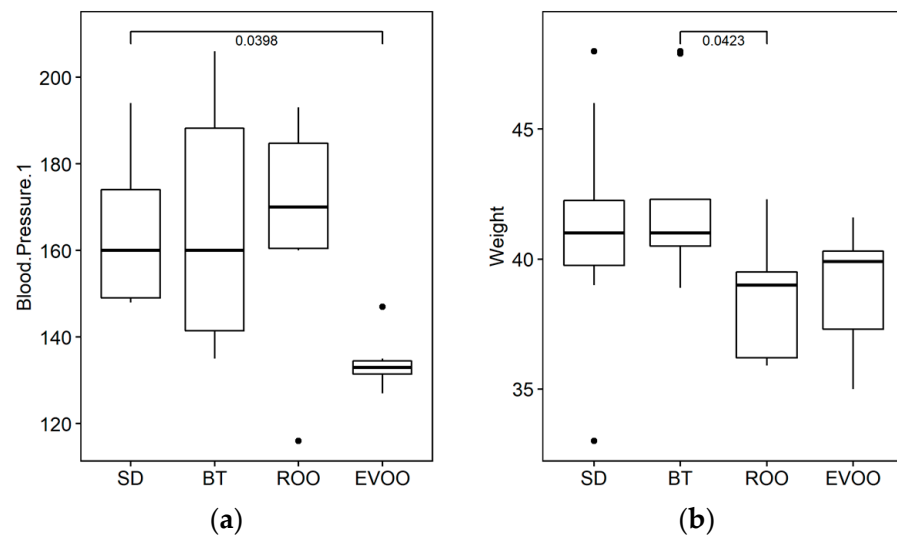 0.0398
Blood.Pressure.1
200
180
160
140
120
SD BT ROO EVOO
(a)
0.0423
Weight
45
40
35
SD BT ROO EVOO
(b)